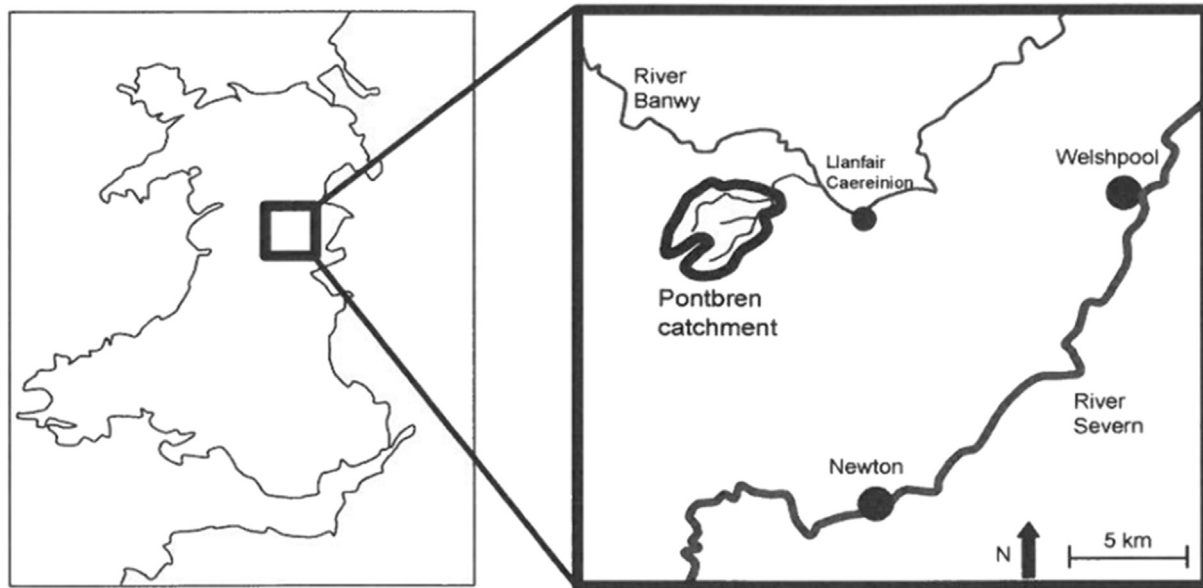 River
Banwy
Llanfair
Caereinion
Welshpool
Pontbren
catchment
River
Severn
Newton
N
5 km